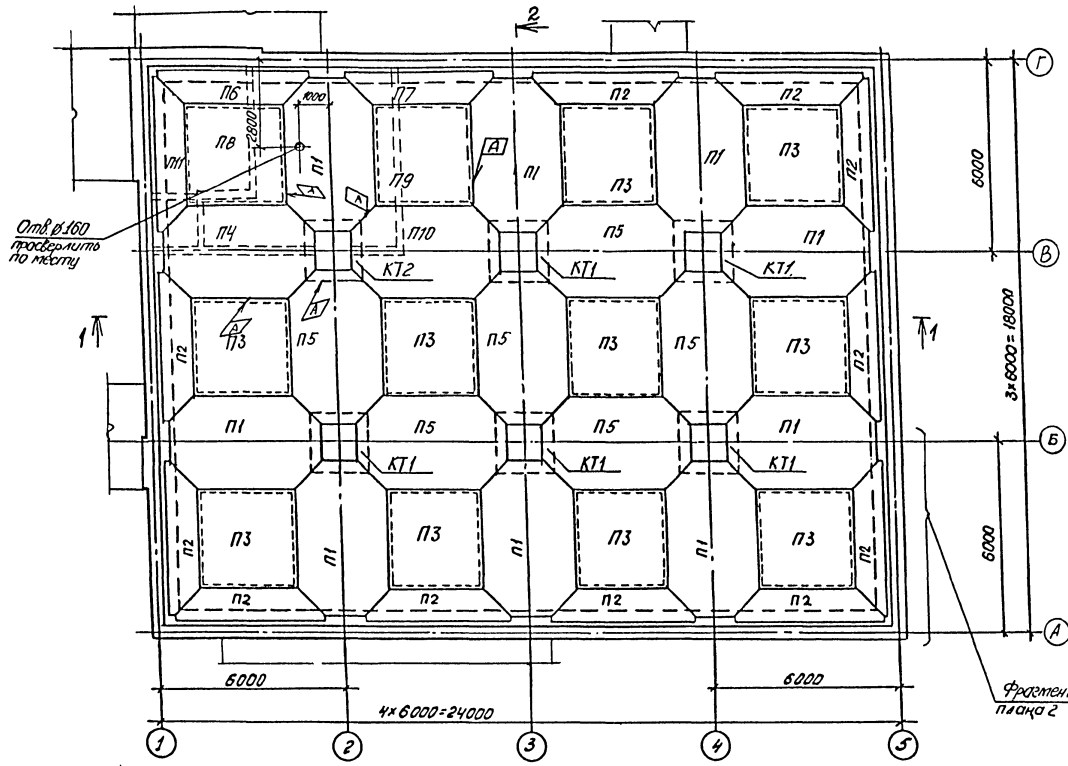 2
Г
П6
1000
П7
П2
П2
2800
П8
П11
П1
А
П1
П3
П1
П3
П2
6000
А
А
П9
Отв. ø160
просверлить
по месту
П4
П10
П5
П1
В
КТ2
КТ1
КТ1
А
А
1
П3
П5
П3
П5
П3
П5
П3
1
П2
П2
3×6000=18000
П1
П5
П5
П1
Б
КТ1
КТ1
КТ1
П2
П3
П1
П3
П1
П3
П1
П3
П2
6000
П2
П2
П2
П2
А
6000
6000
Фрагмен
плана 2
4×6000=24000
1
2
3
4
5